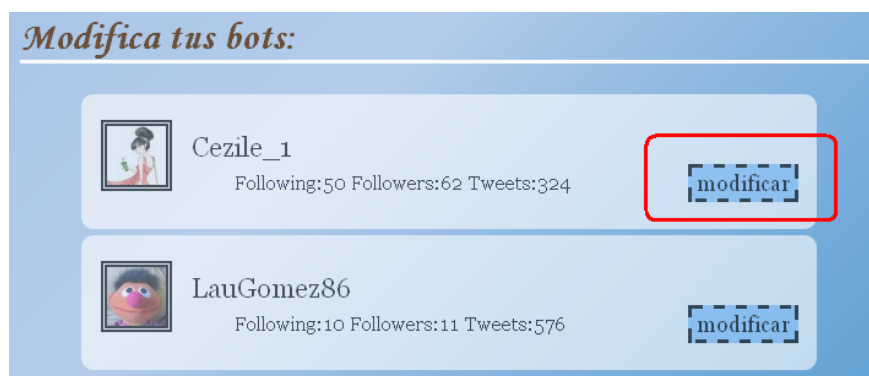 Modifica tus bots:
Cezile_1
Following:50 Followers:62 Tweets:324
modificar
LauGomez86
Following:10 Followers:11 Tweets:576
modificar